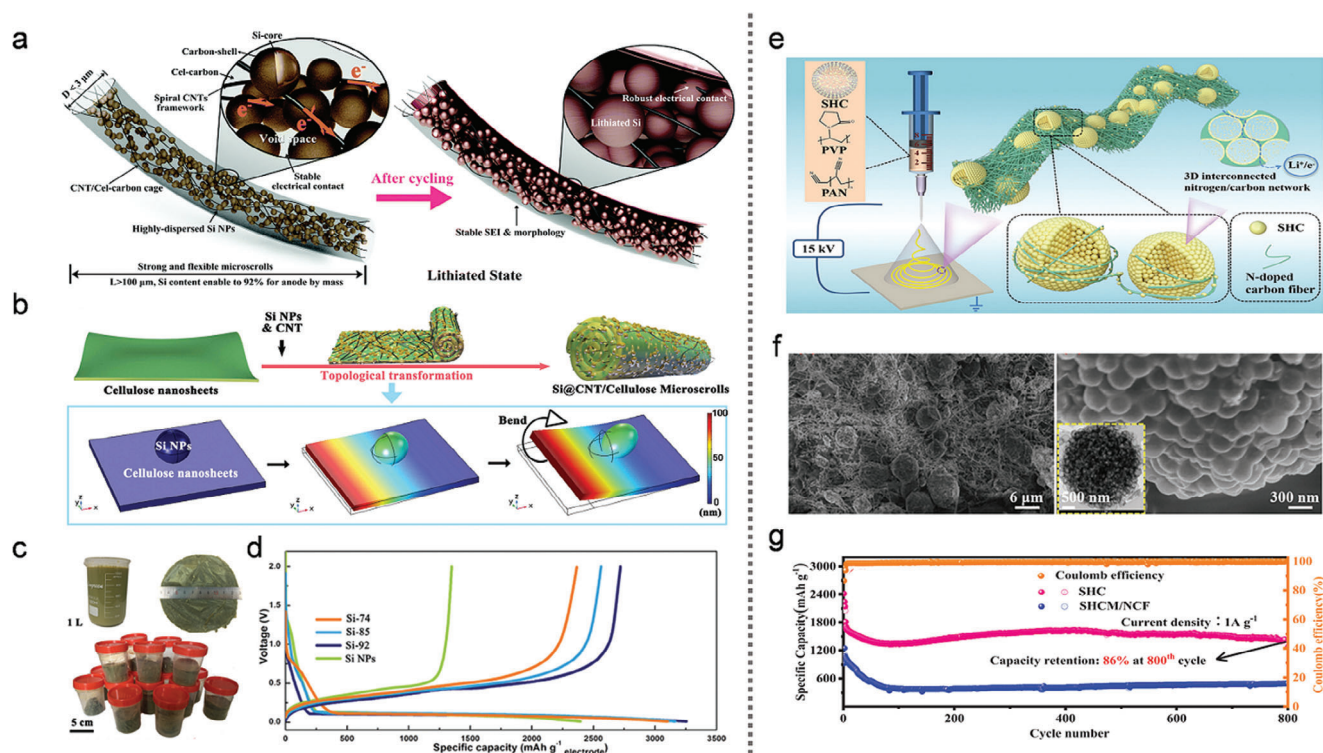 a
Si-core
Carbon-shell
Cel-carbon
Spiral CNTs
framework
D < 3 μm
e-
e-
e-
Void space
Stable
electrical contact
CNT/Cel-carbon cage
Highly-dispersed Si NPs
Strong and flexible microscrolls
L>100 μm, Si content enable to 92% for anode by mass
After cycling
Robust electrical contact
Lithiated Si
Stable SEI & morphology
Lithiated State
b
Si NPs
& CNT
Topological transformation
Cellulose nanosheets
Si@CNT/Cellulose Microscrolls
Si NPs
Cellulose nanosheets
z
y
x
z
y
x
Bend
z
y
x
100
80
50
0
(nm)
c
1 L
5 cm
d
Voltage (V)
2.0
1.5
1.0
0.5
0.0
Si-74
Si-85
Si-92
Si NPs
0
500
1000
1500
2000
2500
3000
3500
Specific capacity (mAh g⁻¹ electrode)
e
SHC
PVP
PAN
4
2
15 kV
3D interconnected
nitrogen/carbon network
Li⁺/e⁻
SHC
N-doped
carbon fiber
f
6 μm
500 nm
300 nm
g
Specific Capacity(mAh g⁻¹)
3000
2400
1800
1200
600
Coulomb efficiency
SHC
SHCM/NCF
Current density：1A g⁻¹
Capacity retention: 86% at 800th cycle
0
200
400
600
800
Cycle number
100
80
60
40
20
0
Coulomb efficiency(%)